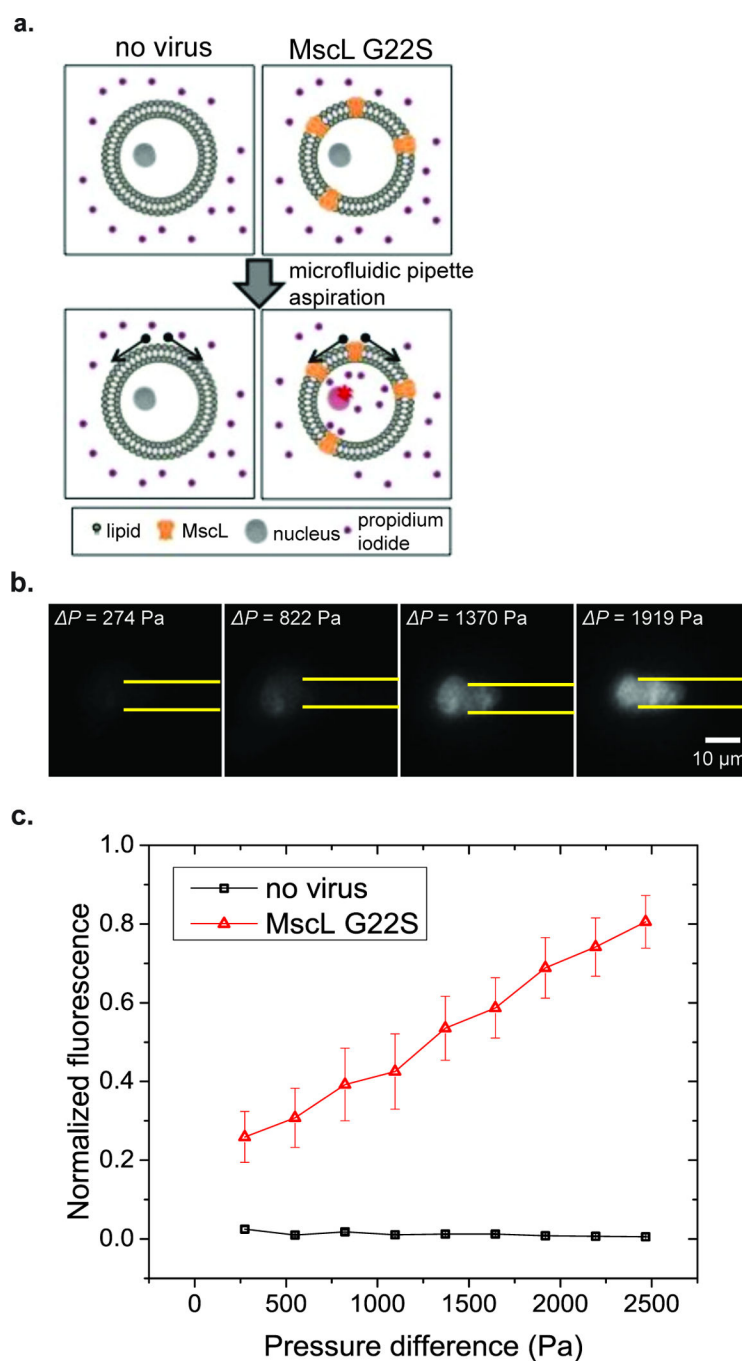 a.
no virus MscL G22S
microfluidic pipette
aspiration
lipid MscL nucleus propidium
iodide
b.
ΔP = 274 Pa ΔP = 822 Pa ΔP = 1370 Pa ΔP = 1919 Pa
10 µm
c.
1.0
0.8
0.6
0.4
0.2
0.0
Normalized fluorescence
no virus
MscL G22S
0 500 1000 1500 2000 2500
Pressure difference (Pa)